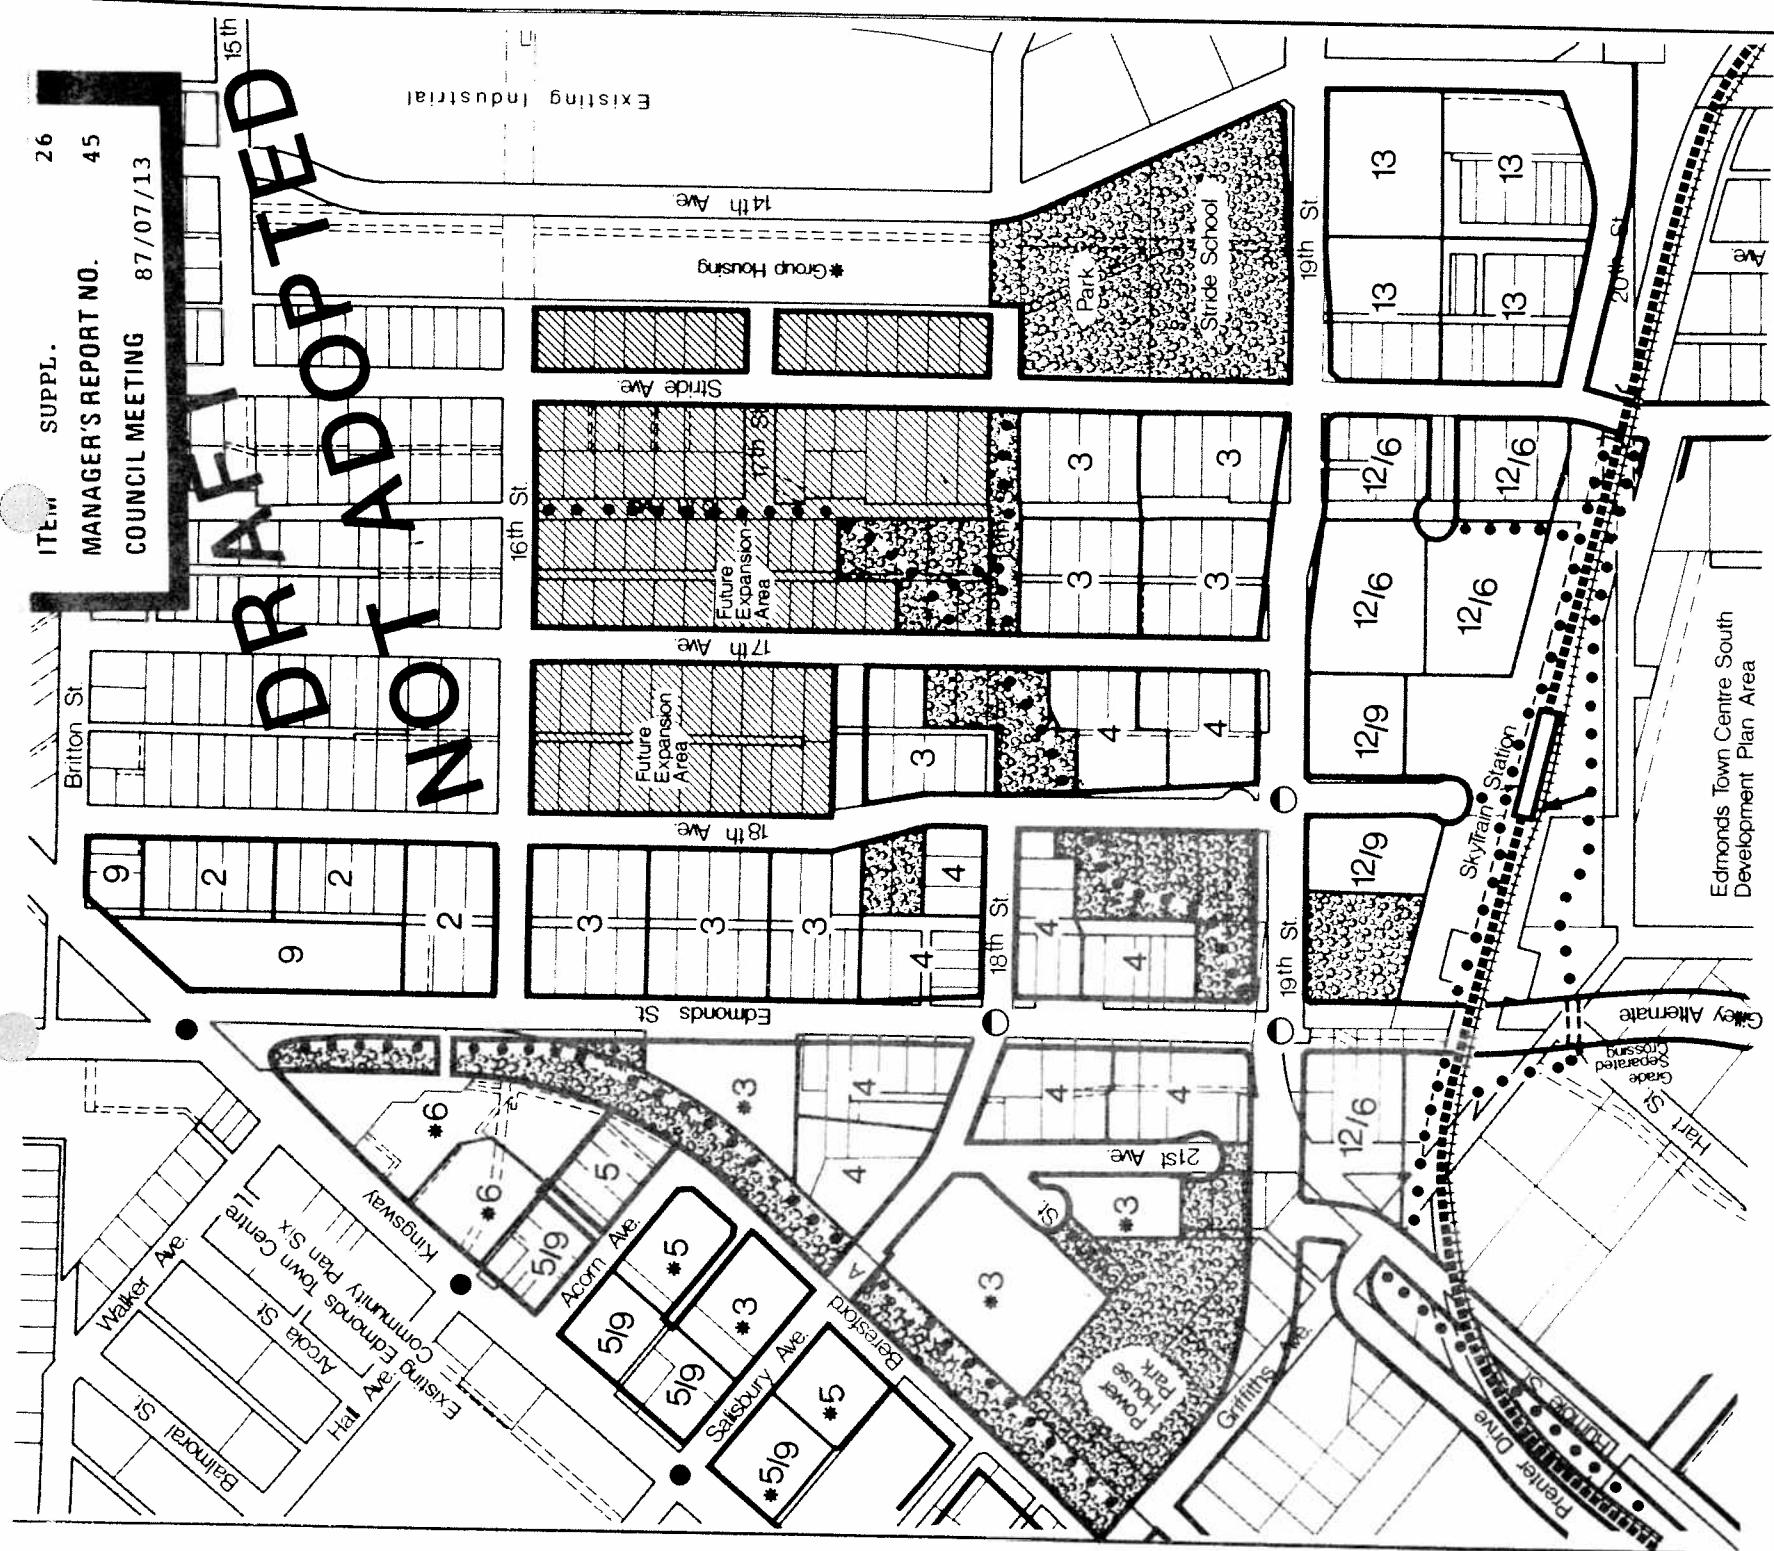 ITEM SUPPL. 26
MANAGER'S REPORT NO. 45
COUNCIL MEETING 87/07/13
DRAFT
NOT ADOPTED
15th
Existing Industrial
14th Ave.
*Group Housing
Park
Stride School
19th St.
13
13
13
13
20th St.
Ave
Stride Ave.
17th St.
16th St.
Future
Expansion
Area
3
3
3
3
12/6
12/6
12/6
12/6
17th Ave.
Britton St.
Future
Expansion
Area
3
4
4
12/9
SkyTrain Station
Edmonds Town Centre South
Development Plan Area
18th Ave.
9
2
2
9
2
3
3
3
4
4
18th St.
4
4
19th St.
12/9
Edmonds St.
Gilley Alternate
Grade
Separated
Crossing
Hart St
*6
*3
4
4
4
4
12/6
21st Ave.
*6
5
5/9
Kingsway
Existing Edmonds Town Centre
Community Plan Six
Walker Ave.
Arcola St.
Hall Ave.
Balmoral St.
Acorn Ave.
*5
5/9
*3
5/9
Salisbury Ave.
*5
*5/9
Beresford
A
St.
*3
*3
Power
House
Park
Griffiths Ave.
Prenter Drive
Humole St.